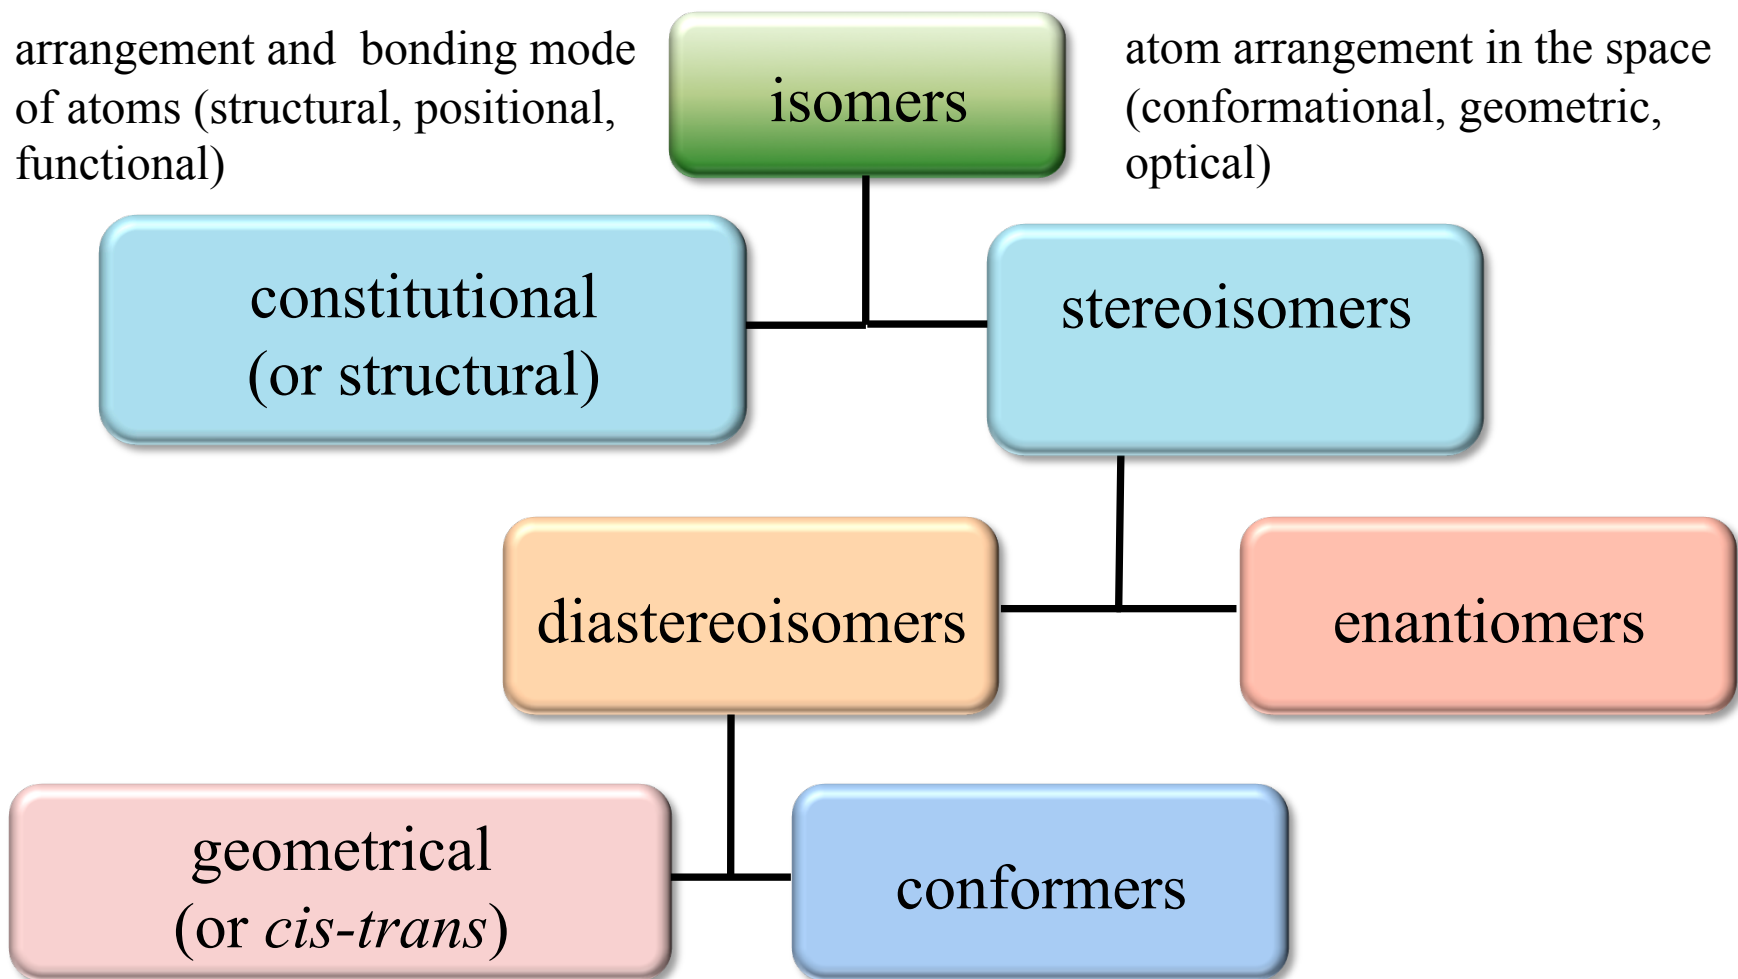 arrangement and bonding mode
of atoms (structural, positional,
functional)
isomers
atom arrangement in the space
(conformational, geometric,
optical)
constitutional
(or structural)
stereoisomers
diastereoisomers
enantiomers
geometrical
(or cis-trans)
conformers